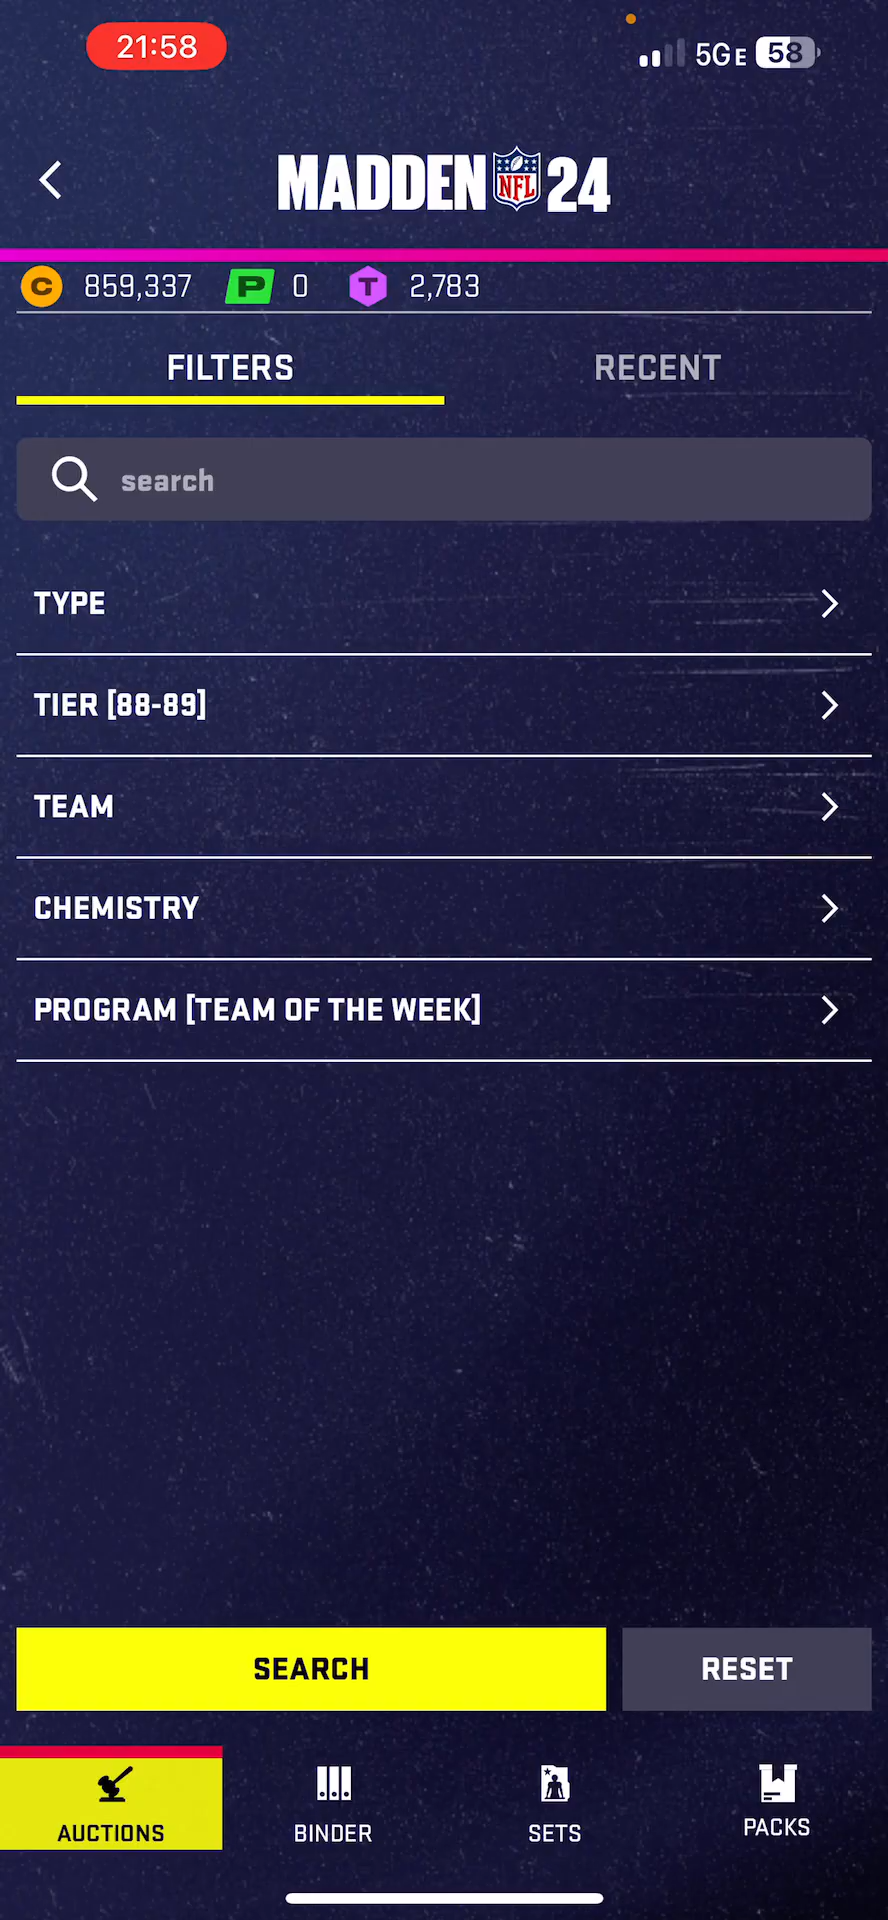 21:58 5GE 58
MADDEN NFL 24
C 859,337 P 0 T 2,783
FILTERS RECENT
search
TYPE
TIER [88-89]
TEAM
CHEMISTRY
PROGRAM [TEAM OF THE WEEK]
SEARCH RESET
AUCTIONS BINDER SETS PACKS